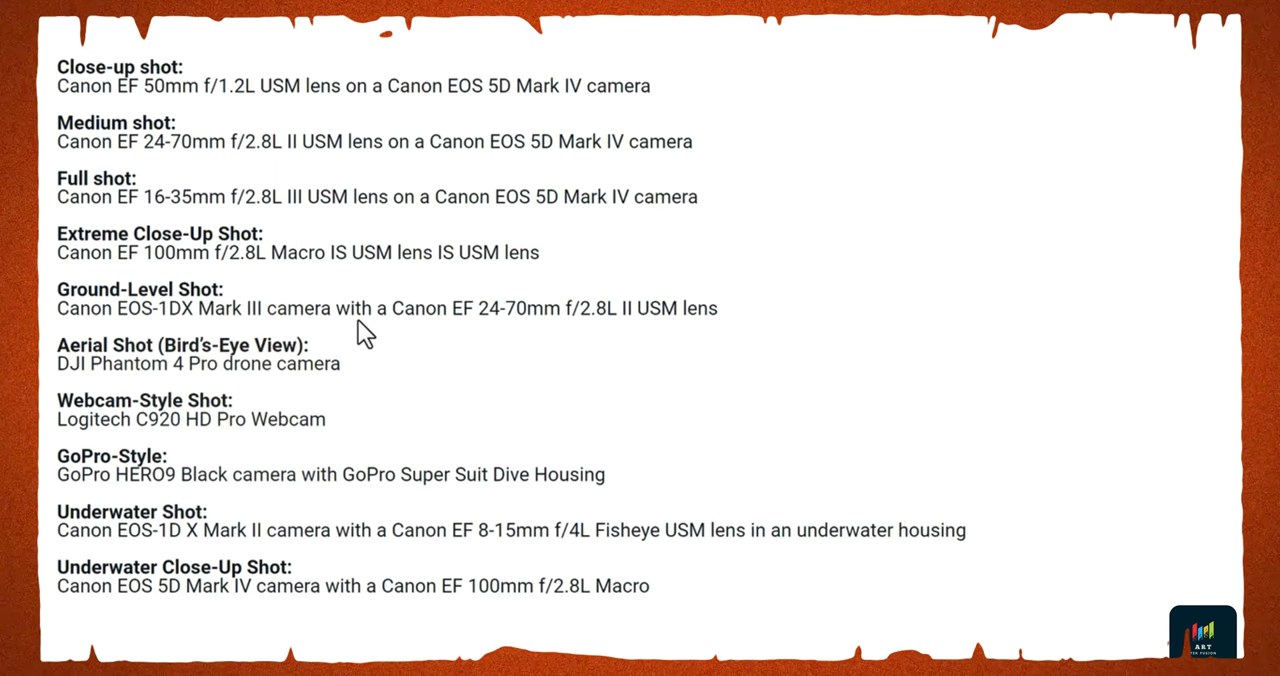 Close-up shot:
Canon EF 50mm f/1.2L USM lens on a Canon EOS 5D Mark IV camera
Medium shot:
Canon EF 24-70mm f/2.8L II USM lens on a Canon EOS 5D Mark IV camera
Full shot:
Canon EF 16-35mm f/2.8L III USM lens on a Canon EOS 5D Mark IV camera
Extreme Close-Up Shot:
Canon EF 100mm f/2.8L Macro IS USM lens IS USM lens
Ground-Level Shot:
Canon EOS-1DX Mark III camera with a Canon EF 24-70mm f/2.8L II USM lens
Aerial Shot (Bird’s-Eye View):
DJI Phantom 4 Pro drone camera
Webcam-Style Shot:
Logitech C920 HD Pro Webcam
GoPro-Style:
GoPro HERO9 Black camera with GoPro Super Suit Dive Housing
Underwater Shot:
Canon EOS-1D X Mark II camera with a Canon EF 8-15mm f/4L Fisheye USM lens in an underwater housing
Underwater Close-Up Shot:
Canon EOS 5D Mark IV camera with a Canon EF 100mm f/2.8L Macro
ART
FUSION